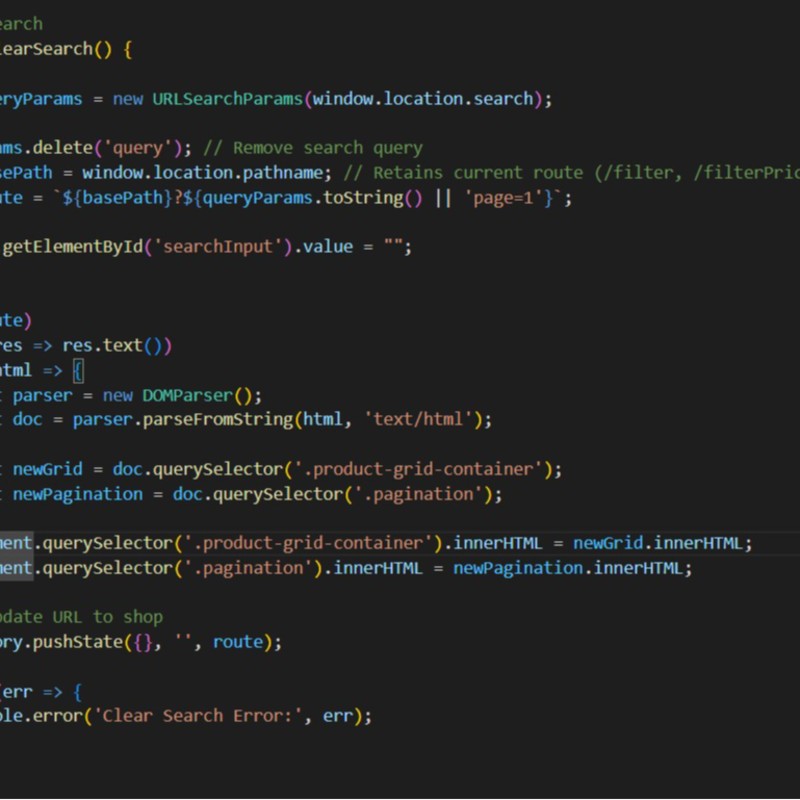 earch
learSearch() {
eryParams = new URLSearchParams(window.location.search);
ms.delete('query'); // Remove search query
sePath = window.location.pathname; // Retains current route (/filter, /filterPric
ute = `${basePath}?${queryParams.toString() || 'page=1'}`;
.getElementById('searchInput').value = "";
ute)
res => res.text())
html => {
t parser = new DOMParser();
t doc = parser.parseFromString(html, 'text/html');
t newGrid = doc.querySelector('.product-grid-container');
t newPagination = doc.querySelector('.pagination');
ment.querySelector('.product-grid-container').innerHTML = newGrid.innerHTML;
ment.querySelector('.pagination').innerHTML = newPagination.innerHTML;
pdate URL to shop
ory.pushState({}, '', route);
(err => {
ole.error('Clear Search Error:', err);